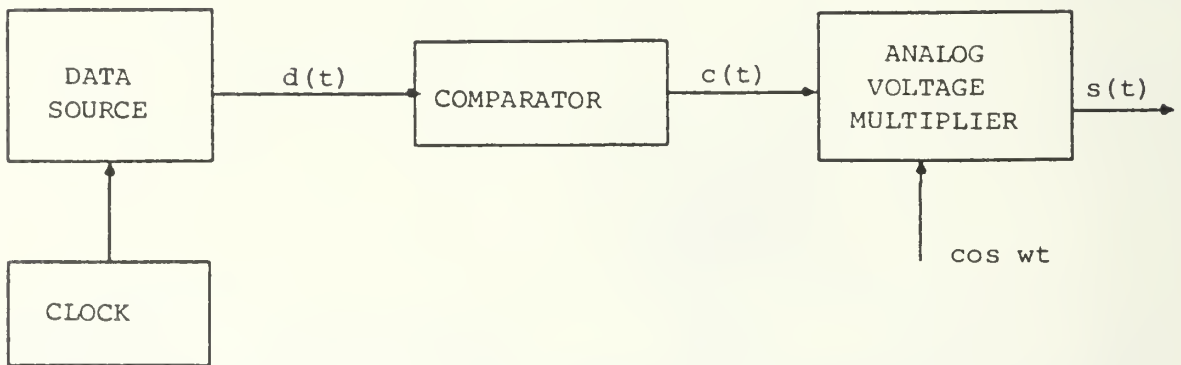 DATA
SOURCE
d(t)
COMPARATOR
c(t)
ANALOG
VOLTAGE
MULTIPLIER
s(t)
cos wt
CLOCK